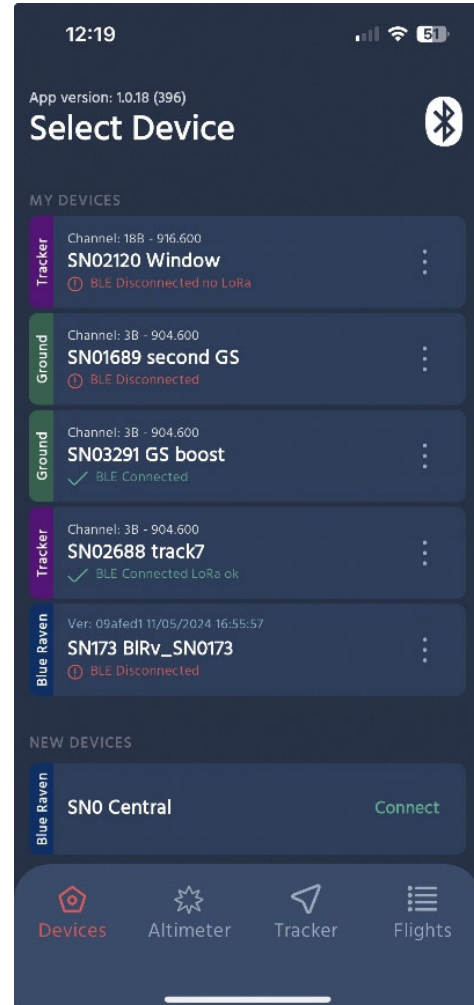 12:19
51
App version: 1.0.18 (396)
Select Device
MY DEVICES
Tracker
Channel: 18B - 916.600
SN02120 Window
BLE Disconnected no LoRa
Ground
Channel: 3B - 904.600
SN01689 second GS
BLE Disconnected
Ground
Channel: 3B - 904.600
SN03291 GS boost
BLE Connected
Tracker
Channel: 3B - 904.600
SN02688 track7
BLE Connected LoRa ok
Blue Raven
Ver: 09afed1 11/05/2024 16:55:57
SN173 BlRv_SN0173
BLE Disconnected
NEW DEVICES
Blue Raven
SN0 Central
Connect
Devices
Altimeter
Tracker
Flights